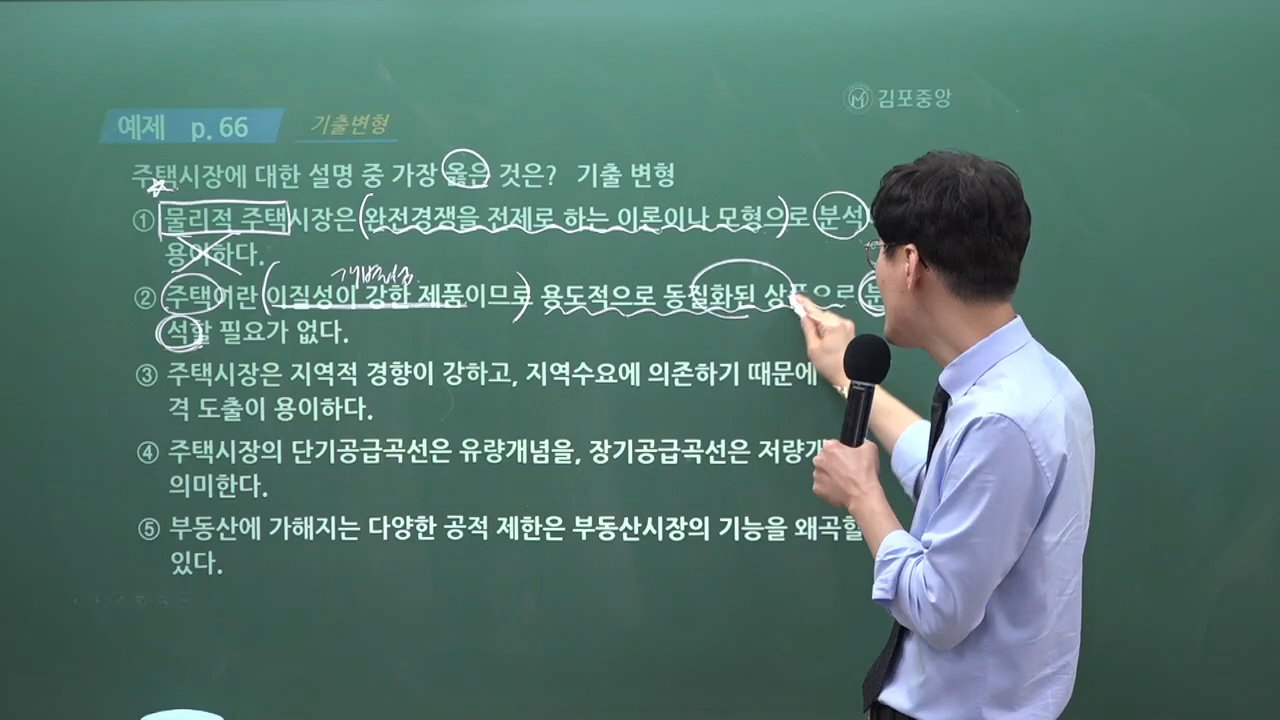 김포중앙
예제 p. 66 기출변형
주택시장에 대한 설명 중 가장 옳은 것은? 기출 변형
① 물리적 주택시장은 완전경쟁을 전제로 하는 이론이나 모형으로 분석
용이하다.
개별성
② 주택이란 이질성이 강한 제품이므로 용도적으로 동질화된 상품으로 분
석할 필요가 없다.
③ 주택시장은 지역적 경향이 강하고, 지역수요에 의존하기 때문에
격 도출이 용이하다.
④ 주택시장의 단기공급곡선은 유량개념을, 장기공급곡선은 저량개
의미한다.
⑤ 부동산에 가해지는 다양한 공적 제한은 부동산시장의 기능을 왜곡할
있다.